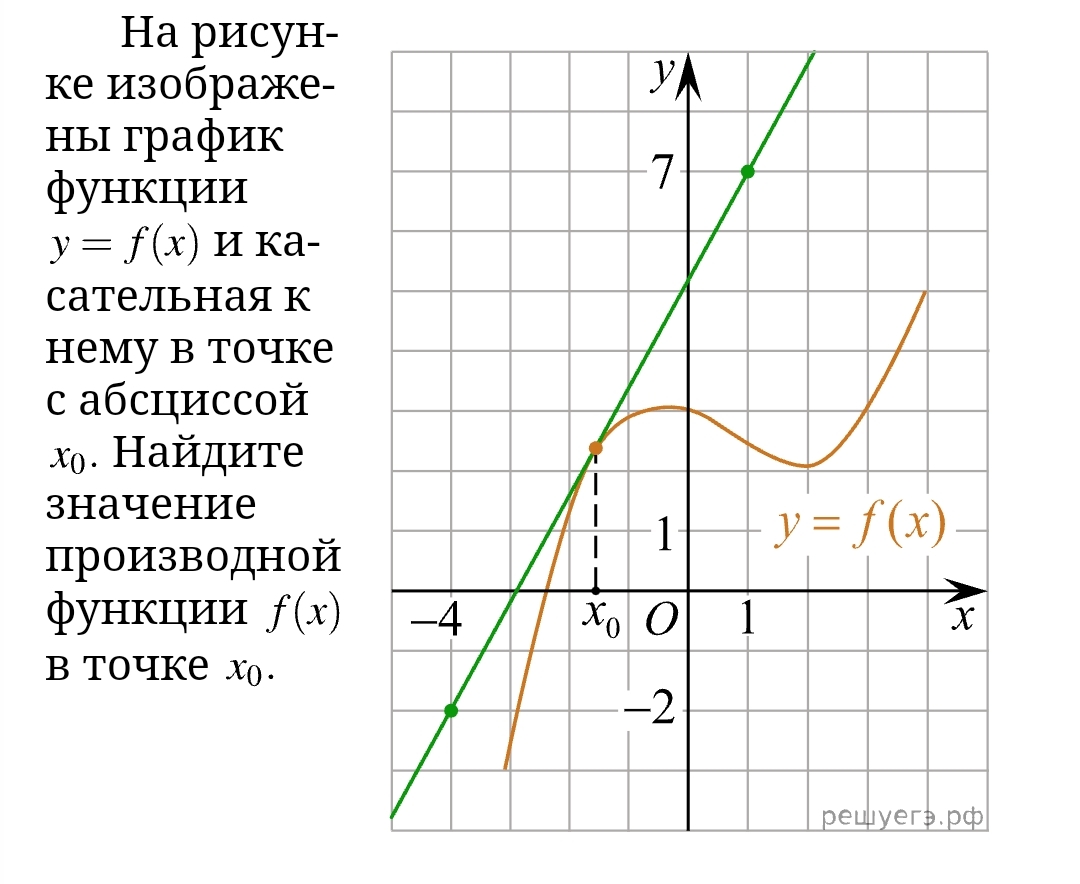 На рисун-
ке изображе-
ны график
функции
y = f(x) и ка-
сательная к
нему в точке
с абсциссой
x₀. Найдите
значение
производной
функции f(x)
в точке x₀.
y
7
1
y = f(x)
−4
x₀
O
1
x
−2
решуегэ.рф